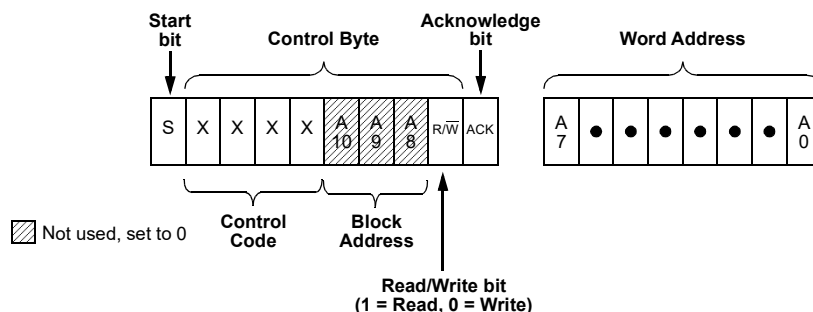 Start
bit
Control Byte
Acknowledge
bit
Word Address
S X X X X A
10 A
9 A
8 R/W̅ ACK A
7 ● ● ● ● ● ● A
0
Control
Code
Block
Address
Not used, set to 0
Read/Write bit
(1 = Read, 0 = Write)